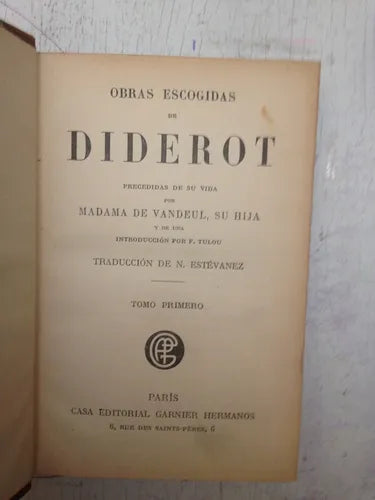 OBRAS ESCOGIDAS
DE
DIDEROT
PRECEDIDAS DE SU VIDA
POR
MADAMA DE VANDEUL, SU HIJA
Y DE UNA
INTRODUCCIÓN POR F. TULOU
TRADUCCIÓN DE N. ESTÉVANEZ
TOMO PRIMERO
PARÍS
CASA EDITORIAL GARNIER HERMANOS
6, RUE DES SAINTS-PÈRES, 6